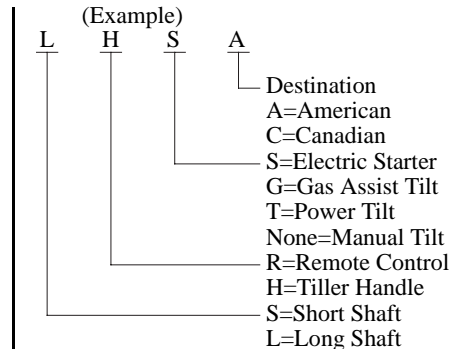 (Example)
L H S A
Destination
A=American
C=Canadian
S=Electric Starter
G=Gas Assist Tilt
T=Power Tilt
None=Manual Tilt
R=Remote Control
H=Tiller Handle
S=Short Shaft
L=Long Shaft